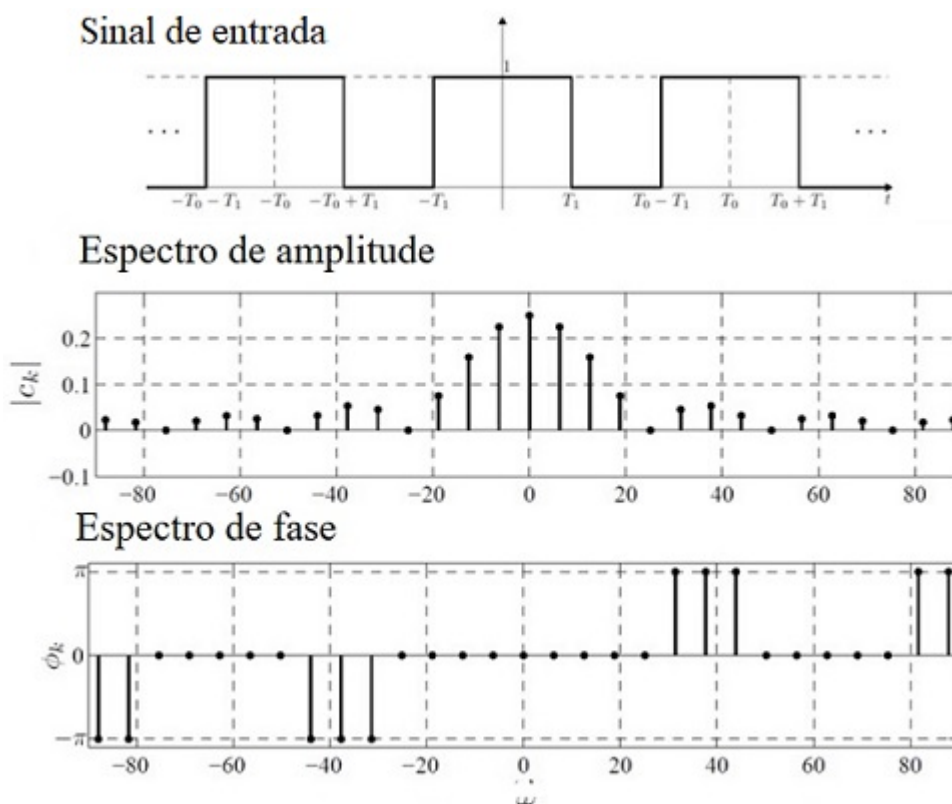 Sinal de entrada
1
. . . . . .
−T₀ − T₁ −T₀ −T₀ + T₁ −T₁ T₁ T₀ − T₁ T₀ T₀ + T₁ t
Espectro de amplitude
|cₖ|
0.2
0.1
0
−0.1
−80 −60 −40 −20 0 20 40 60 80
Espectro de fase
ϕₖ
π
0
−π
−80 −60 −40 −20 0 20 40 60 80